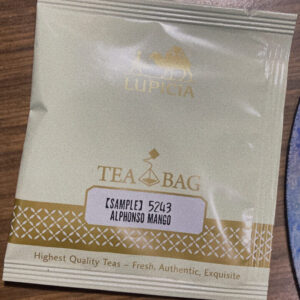 LUPICIA
TEA BAG
[SAMPLE] 5243
ALPHONSO MANGO
Highest Quality Teas – Fresh, Authentic, Exquisite